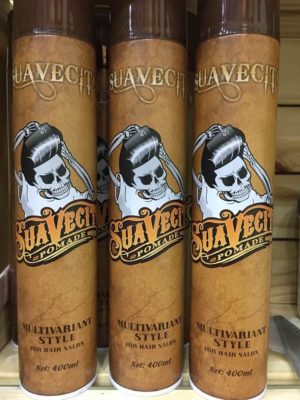 SUAVECIT
SUAVECIT
POMADE
MULTIVARIANT
STYLE
FOR HAIR SALON
Net: 400ml
SUAVECIT
SUAVECIT
POMADE
MULTIVARIANT
STYLE
FOR HAIR SALON
Net: 400ml
SUAVECIT
SUAVECIT
POMADE
MULTIVARIANT
STYLE
FOR HAIR SALON
Net: 400ml